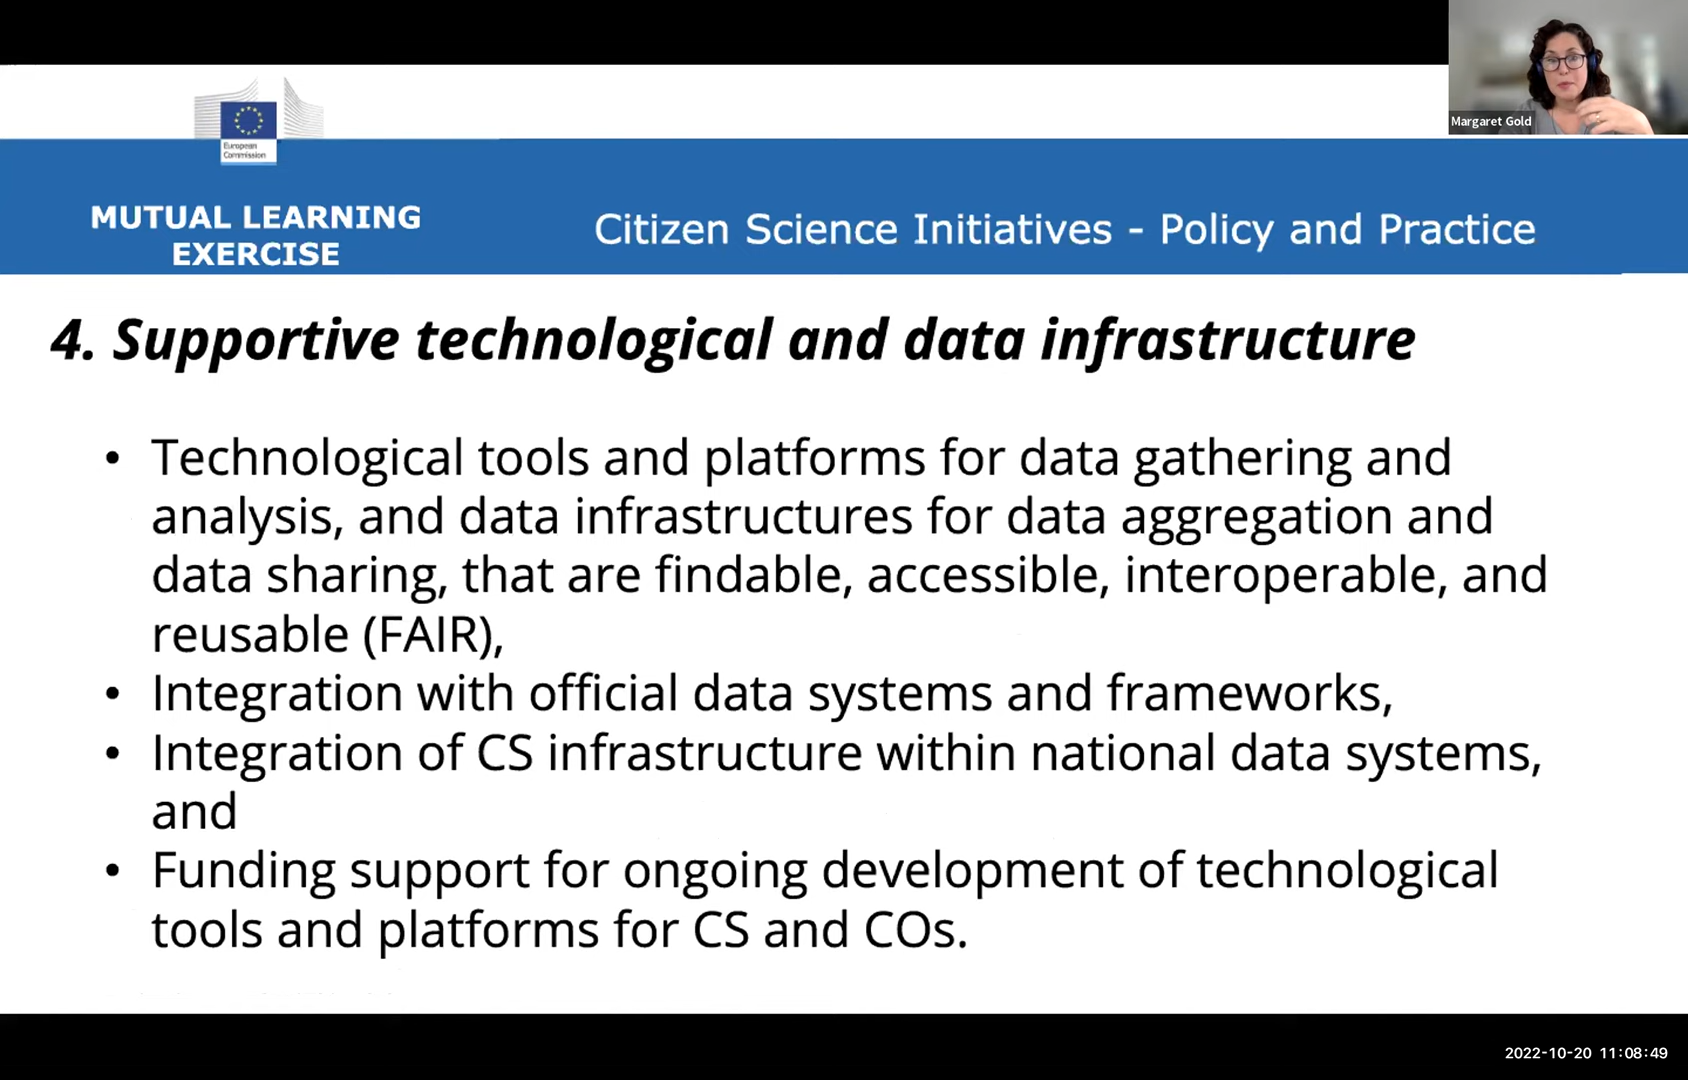 Margaret Gold
European
Commission
MUTUAL LEARNING
EXERCISE
Citizen Science Initiatives - Policy and Practice
4. Supportive technological and data infrastructure
• Technological tools and platforms for data gathering and
analysis, and data infrastructures for data aggregation and
data sharing, that are findable, accessible, interoperable, and
reusable (FAIR),
• Integration with official data systems and frameworks,
• Integration of CS infrastructure within national data systems,
and
• Funding support for ongoing development of technological
tools and platforms for CS and COs.
2022-10-20 11:08:49